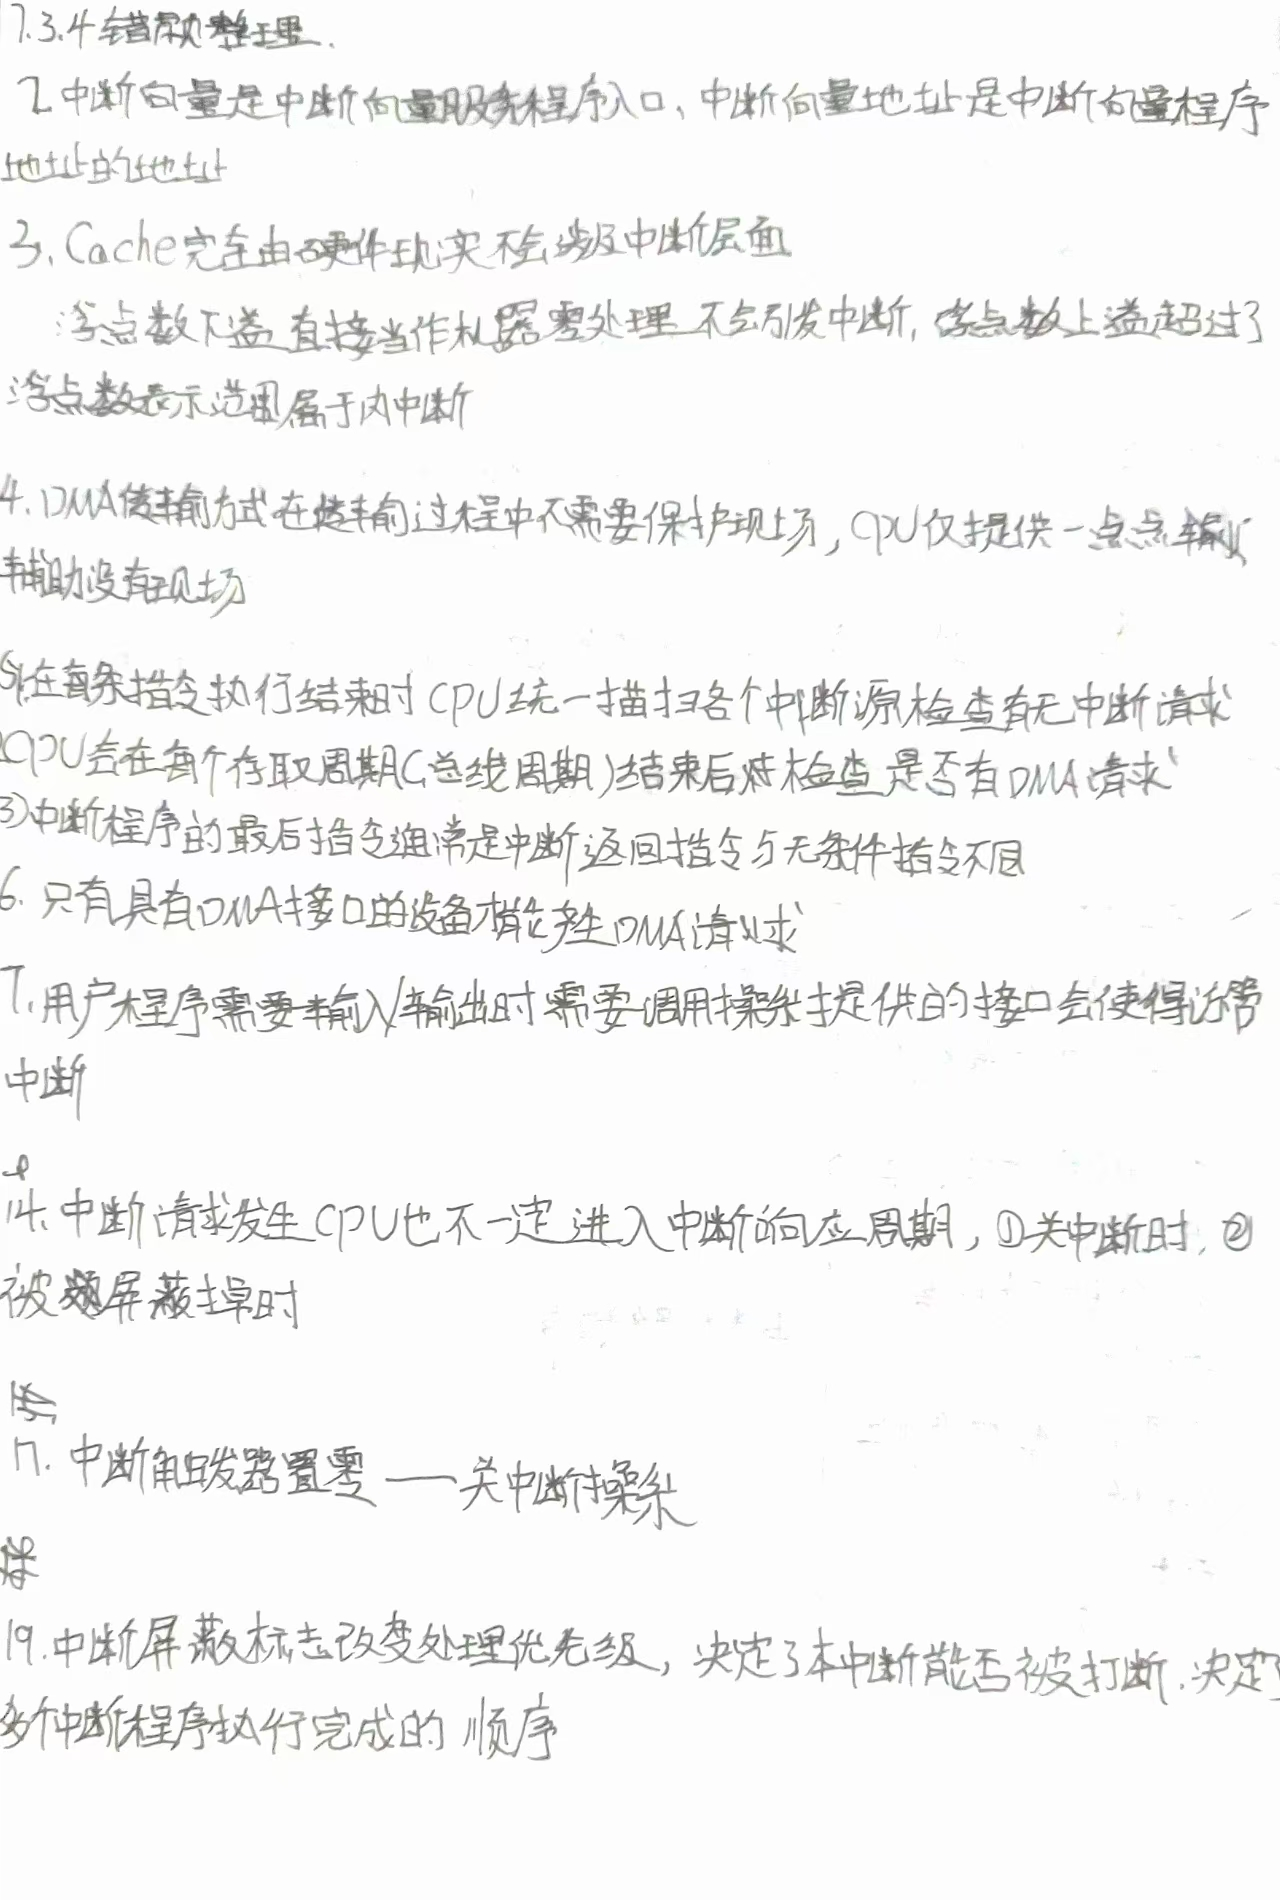 7.3.4错题整理.
2 中断向量是中断向量服务程序入口、中断向量地址是中断向量程序
地址的地址
3. Cache完全由硬件现实 不会涉及中断层面
浮点数下溢直接当作机器零处理 不会引发中断, 浮点数上溢超过了
浮点数表示范围属于内中断
4. DMA传输方式在传输过程中不需要保护现场, CPU仅提供一点点输
辅助没有现场
5.在每条指令执行结束时CPU统一描扫各个中断源检查有无中断请求
CPU会在每个存取周期(总线周期)结束后对检查是否有DMA请求
③中断程序的最后指令通常是中断返回指令与无条件指令不同
6. 只有具有DMA接口的设备才能产生DMA请求
7.用户程序需要输入/输出时需要调用操系提供的接口会使得访管
中断
14. 中断请求发生CPU也不一定进入中断响应周期, ①关中断时, ②
被屏蔽掉时
17. 中断触发器置零 —— 关中断操系
19.中断屏蔽标志改变处理优先级, 决定了本中断能否被打断.决定了
多个中断程序执行完成的 顺序